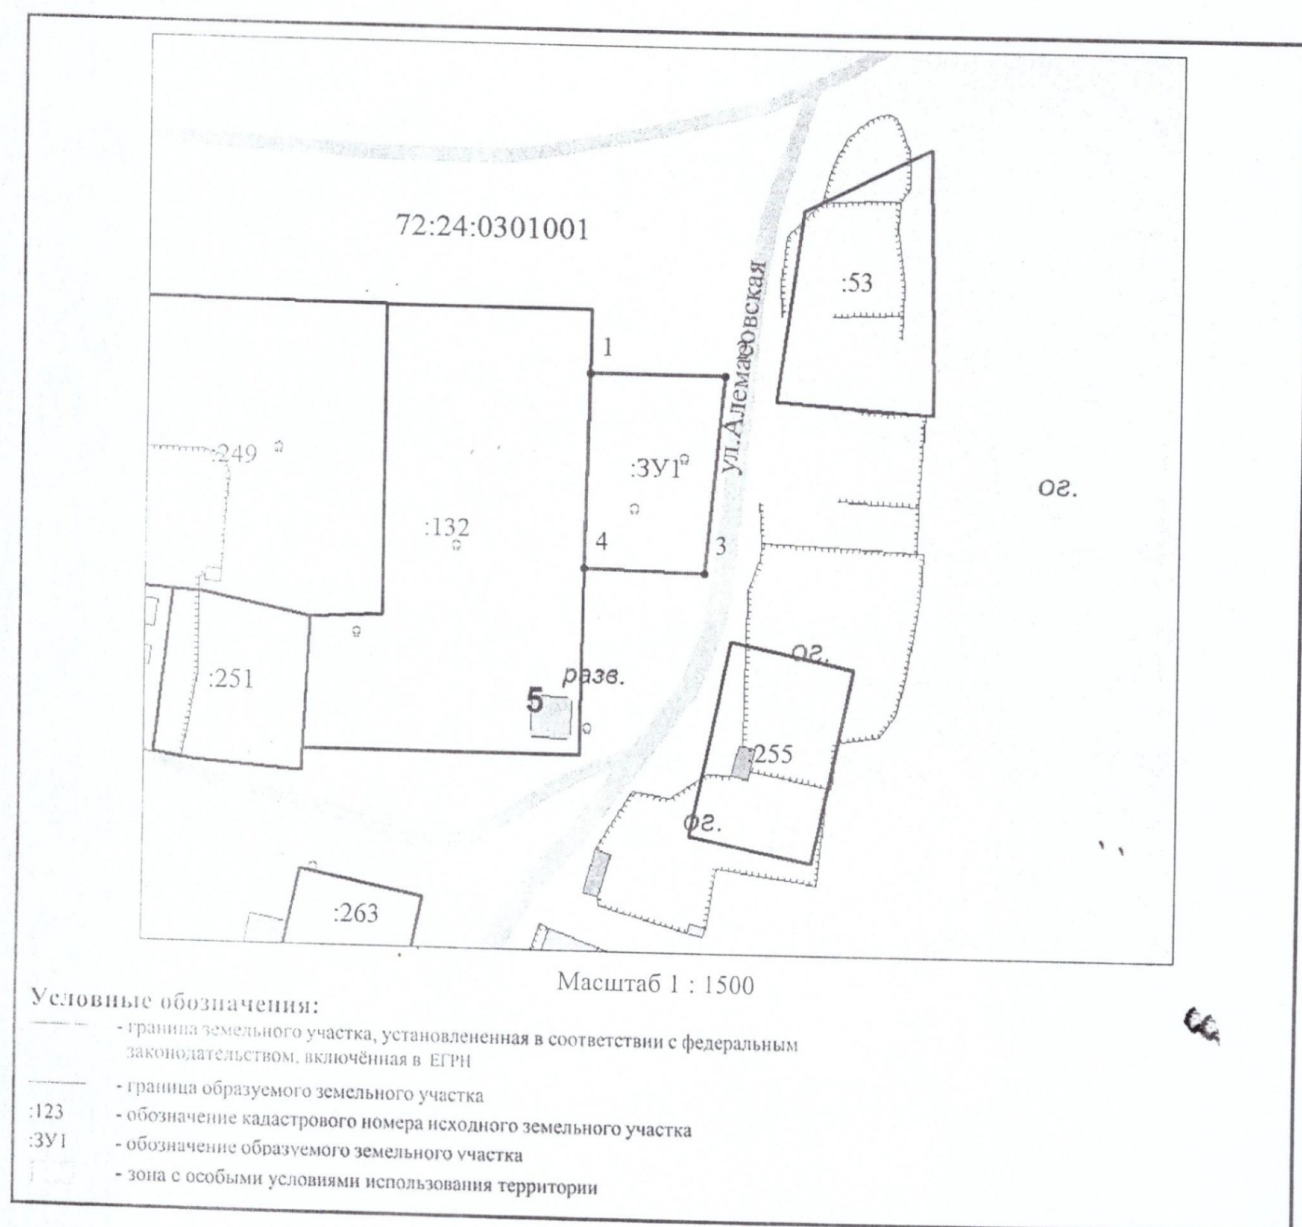 72:24:0301001
:53
ул.Алемасовская
1
:249
:ЗУ1
ог.
:132
4
3
ог.
:251
разв.
5
:255
ог.
:263
Масштаб 1 : 1500
Условные обозначения:
- граница земельного участка, установлененная в соответствии с федеральным
законодательством, включённая в ЕГРН
- граница образуемого земельного участка
:123 - обозначение кадастрового номера исходного земельного участка
:ЗУ1 - обозначение образуемого земельного участка
- зона с особыми условиями использования территории